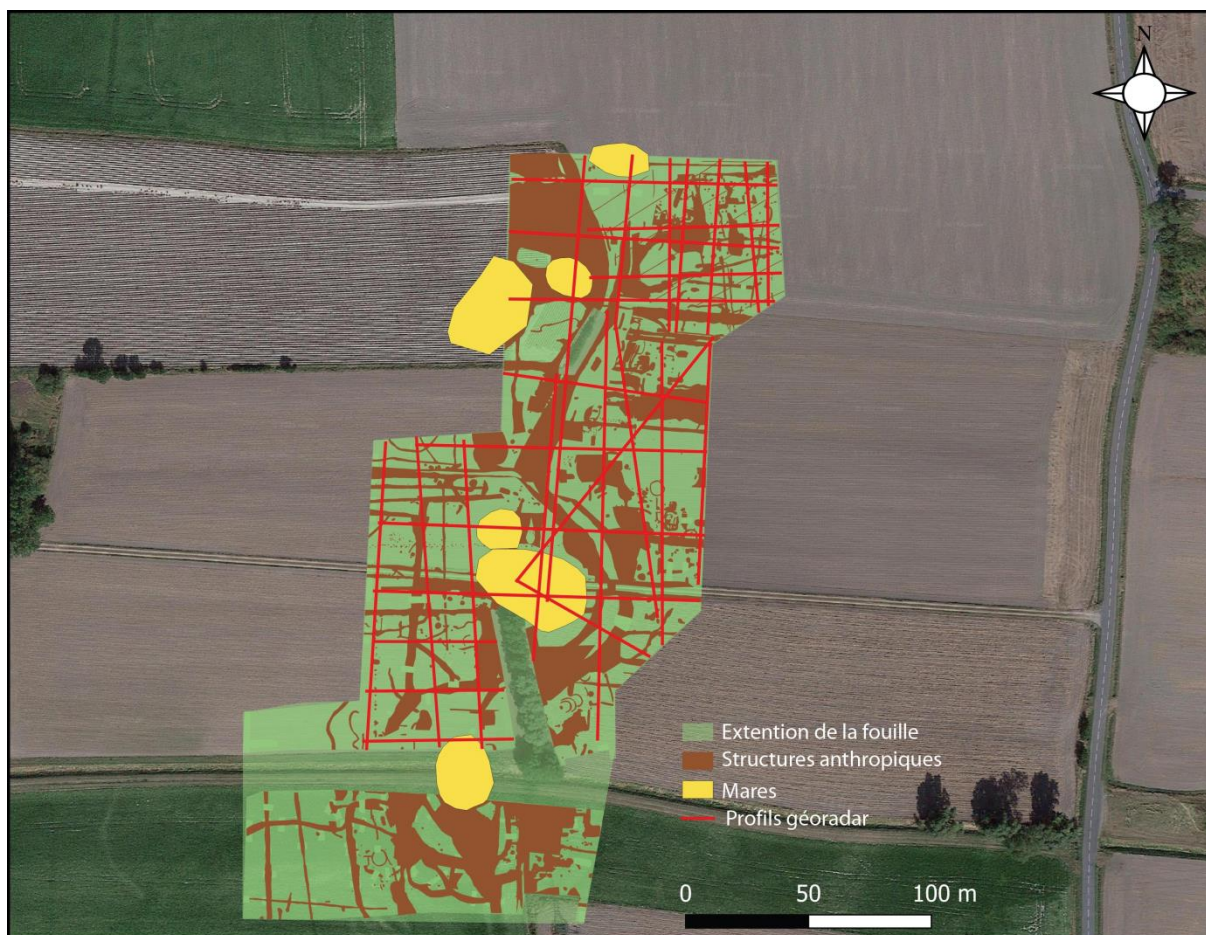 N
Extention de la fouille
Structures anthropiques
Mares
Profils géoradar
0 50 100 m